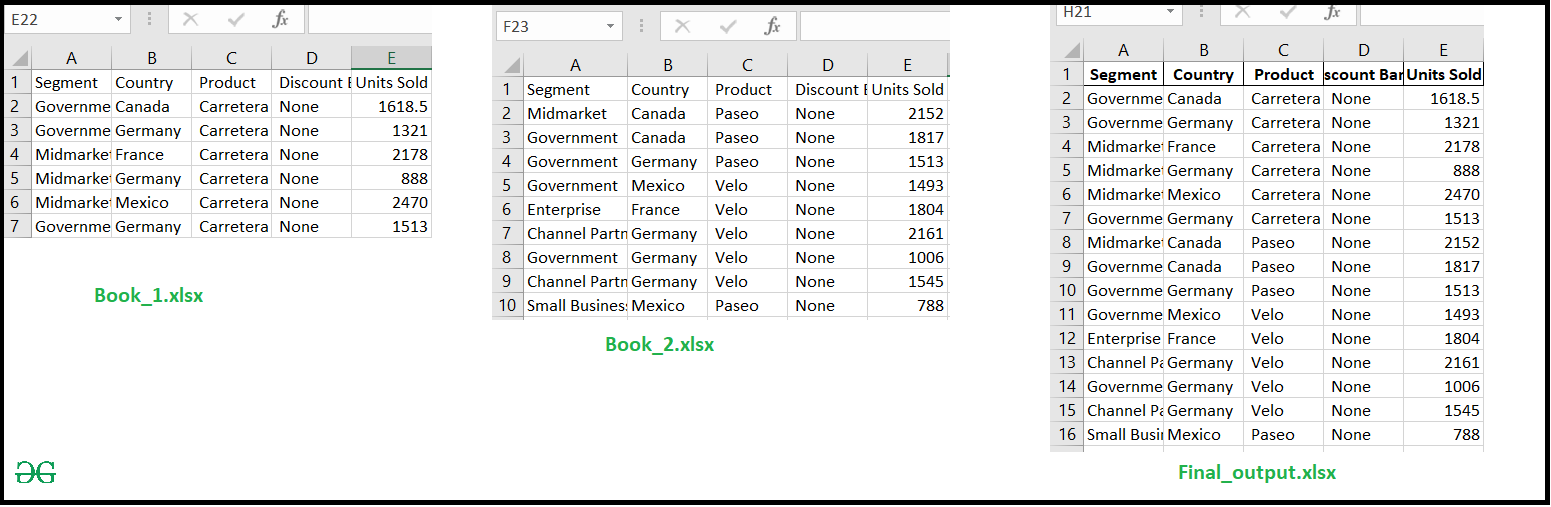 E22 fx
A B C D E
1 Segment Country Product Discount E Units Sold
2 Governme Canada Carretera None 1618.5
3 Governme Germany Carretera None 1321
4 Midmarket France Carretera None 2178
5 Midmarket Germany Carretera None 888
6 Midmarket Mexico Carretera None 2470
7 Governme Germany Carretera None 1513
Book_1.xlsx
F23 fx
A B C D E
1 Segment Country Product Discount E Units Sold
2 Midmarket Canada Paseo None 2152
3 Government Canada Paseo None 1817
4 Government Germany Paseo None 1513
5 Government Mexico Velo None 1493
6 Enterprise France Velo None 1804
7 Channel Partn Germany Velo None 2161
8 Government Germany Velo None 1006
9 Channel Partn Germany Velo None 1545
10 Small Business Mexico Paseo None 788
Book_2.xlsx
H21 fx
A B C D E
1 Segment Country Product scount Bar Units Sold
2 Governme Canada Carretera None 1618.5
3 Governme Germany Carretera None 1321
4 Midmarket France Carretera None 2178
5 Midmarket Germany Carretera None 888
6 Midmarket Mexico Carretera None 2470
7 Governme Germany Carretera None 1513
8 Midmarket Canada Paseo None 2152
9 Governme Canada Paseo None 1817
10 Governme Germany Paseo None 1513
11 Governme Mexico Velo None 1493
12 Enterprise France Velo None 1804
13 Channel Pa Germany Velo None 2161
14 Governme Germany Velo None 1006
15 Channel Pa Germany Velo None 1545
16 Small Busi Mexico Paseo None 788
Final_output.xlsx